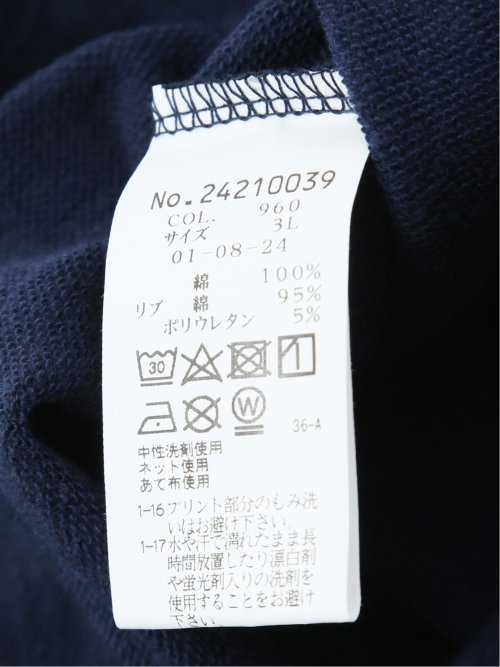 No.24210039
COL. 960
サイズ 3L
01-08-24
綿 100%
リブ 綿 95%
ポリウレタン 5%
30
W
36-A
中性洗剤使用
ネット使用
あて布使用
1-16プリント部分のもみ洗
いはお避け下さい。
1-17水や汗で濡れたまま長
時間放置したり漂白剤
や蛍光剤入りの洗剤を
使用することをお避け
下さい。